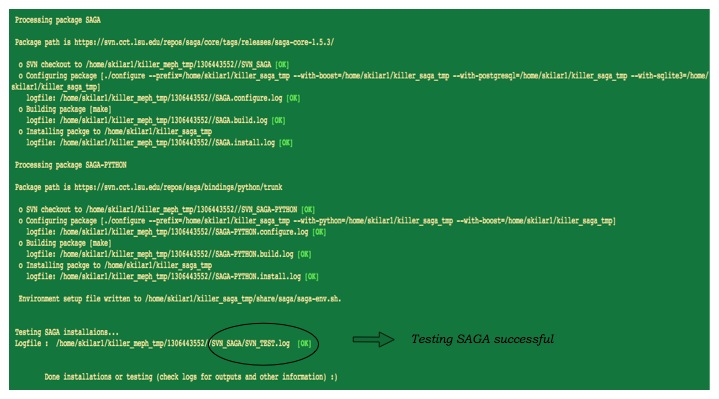 Processing package SAGA
Package path is https://svn.cct.lsu.edu/repos/saga/core/tags/releases/saga-core-1.5.3/
o SVN checkout to /home/skilar1/killer_meph_tmp/1306443552//SVN_SAGA [OK]
o Configuring package [./configure --prefix=/home/skilar1/killer_saga_tmp --with-boost=/home/skilar1/killer_saga_tmp --with-postgresql=/home/skilar1/killer_saga_tmp --with-sqlite3=/home/
skilar1/killer_saga_tmp]
logfile: /home/skilar1/killer_meph_tmp/1306443552//SAGA.configure.log [OK]
o Building package [make]
logfile: /home/skilar1/killer_meph_tmp/1306443552//SAGA.build.log [OK]
o Installing packge to /home/skilar1/killer_saga_tmp
logfile: /home/skilar1/killer_meph_tmp/1306443552//SAGA.install.log [OK]
Processing package SAGA-PYTHON
Package path is https://svn.cct.lsu.edu/repos/saga/bindings/python/trunk
o SVN checkout to /home/skilar1/killer_meph_tmp/1306443552//SVN_SAGA-PYTHON [OK]
o Configuring package [./configure --prefix=/home/skilar1/killer_saga_tmp --with-python=/home/skilar1/killer_saga_tmp --with-boost=/home/skilar1/killer_saga_tmp]
logfile: /home/skilar1/killer_meph_tmp/1306443552//SAGA-PYTHON.configure.log [OK]
o Building package [make]
logfile: /home/skilar1/killer_meph_tmp/1306443552//SAGA-PYTHON.build.log [OK]
o Installing packge to /home/skilar1/killer_saga_tmp
logfile: /home/skilar1/killer_meph_tmp/1306443552//SAGA-PYTHON.install.log [OK]
Environment setup file written to /home/skilar1/killer_saga_tmp/share/saga/saga-env.sh.
Testing SAGA installaions...
Logfile : /home/skilar1/killer_meph_tmp/1306443552//SVN_SAGA/SVN_TEST.log [OK] Testing SAGA successful
Done installations or testing (check logs for outputs and other information) :)